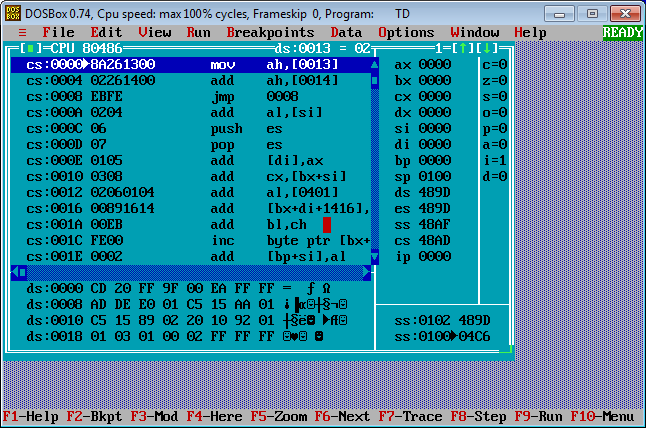 DOSBox 0.74, Cpu speed: max 100% cycles, Frameskip 0, Program: TD
≡ File Edit View Run Breakpoints Data Options Window READY
[■]=CPU 80486 ds:0013 = 02 1=[↑][↓]
cs:0000►8A261300 mov ah,[0013] ax 0000 c=0
cs:0004 02261400 add ah,[0014] bx 0000 z=0
cs:0008 EBFE jmp 0008 cx 0000 s=0
cs:000A 0204 add al,[si] dx 0000 o=0
cs:000C 06 push es si 0000 p=0
cs:000D 07 pop es di 0000 a=0
cs:000E 0105 add [di],ax bp 0000 i=1
cs:0010 0308 add cx,[bx+si] sp 0100 d=0
cs:0012 02060104 add al,[0401] ds 489D
cs:0016 00891614 add [bx+di+1416], es 489D
cs:001A 00EB add bl,ch ss 48AF
cs:001C FE00 inc byte ptr [bx+ cs 48AD
cs:001E 0002 add [bp+si],al ip 0000
ds:0000 CD 20 FF 9F 00 EA FF FF = ƒ Ω
ds:0008 AD DE E0 01 C5 15 AA 01 ¡▐α☺┼§¬☺
ds:0010 C5 15 89 02 20 10 92 01 ┼§ë☻ ►Æ☺ ss:0102 489D
ds:0018 01 03 01 00 02 FF FF FF ☺♥☺ ☻ ss:0100►04C6
F1-Help F2-Bkpt F3-Mod F4-Here F5-Zoom F6-Next F7-Trace F8-Step F9-Run F10-Menu